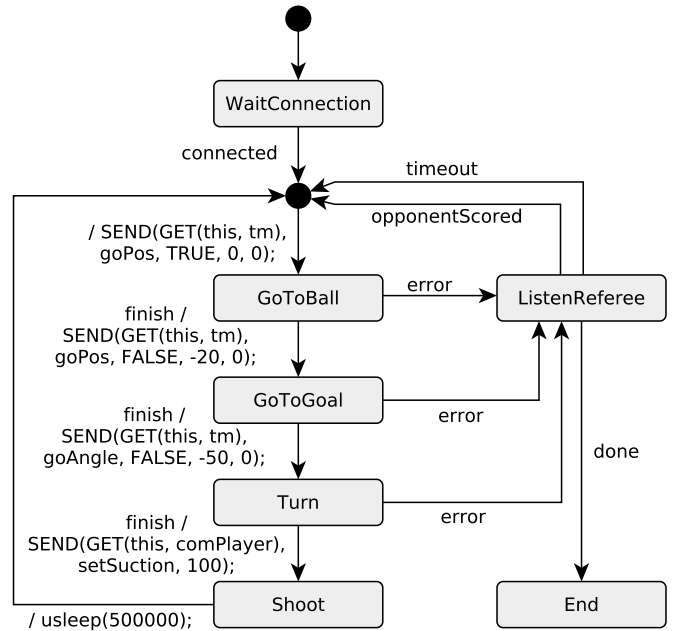 WaitConnection
connected
timeout
opponentScored
/ SEND(GET(this, tm),
goPos, TRUE, 0, 0);
GoToBall
error
ListenReferee
finish /
SEND(GET(this, tm),
goPos, FALSE, -20, 0);
GoToGoal
error
finish /
SEND(GET(this, tm),
goAngle, FALSE, -50, 0);
done
Turn
error
finish /
SEND(GET(this, comPlayer),
setSuction, 100);
Shoot
End
/ usleep(500000);